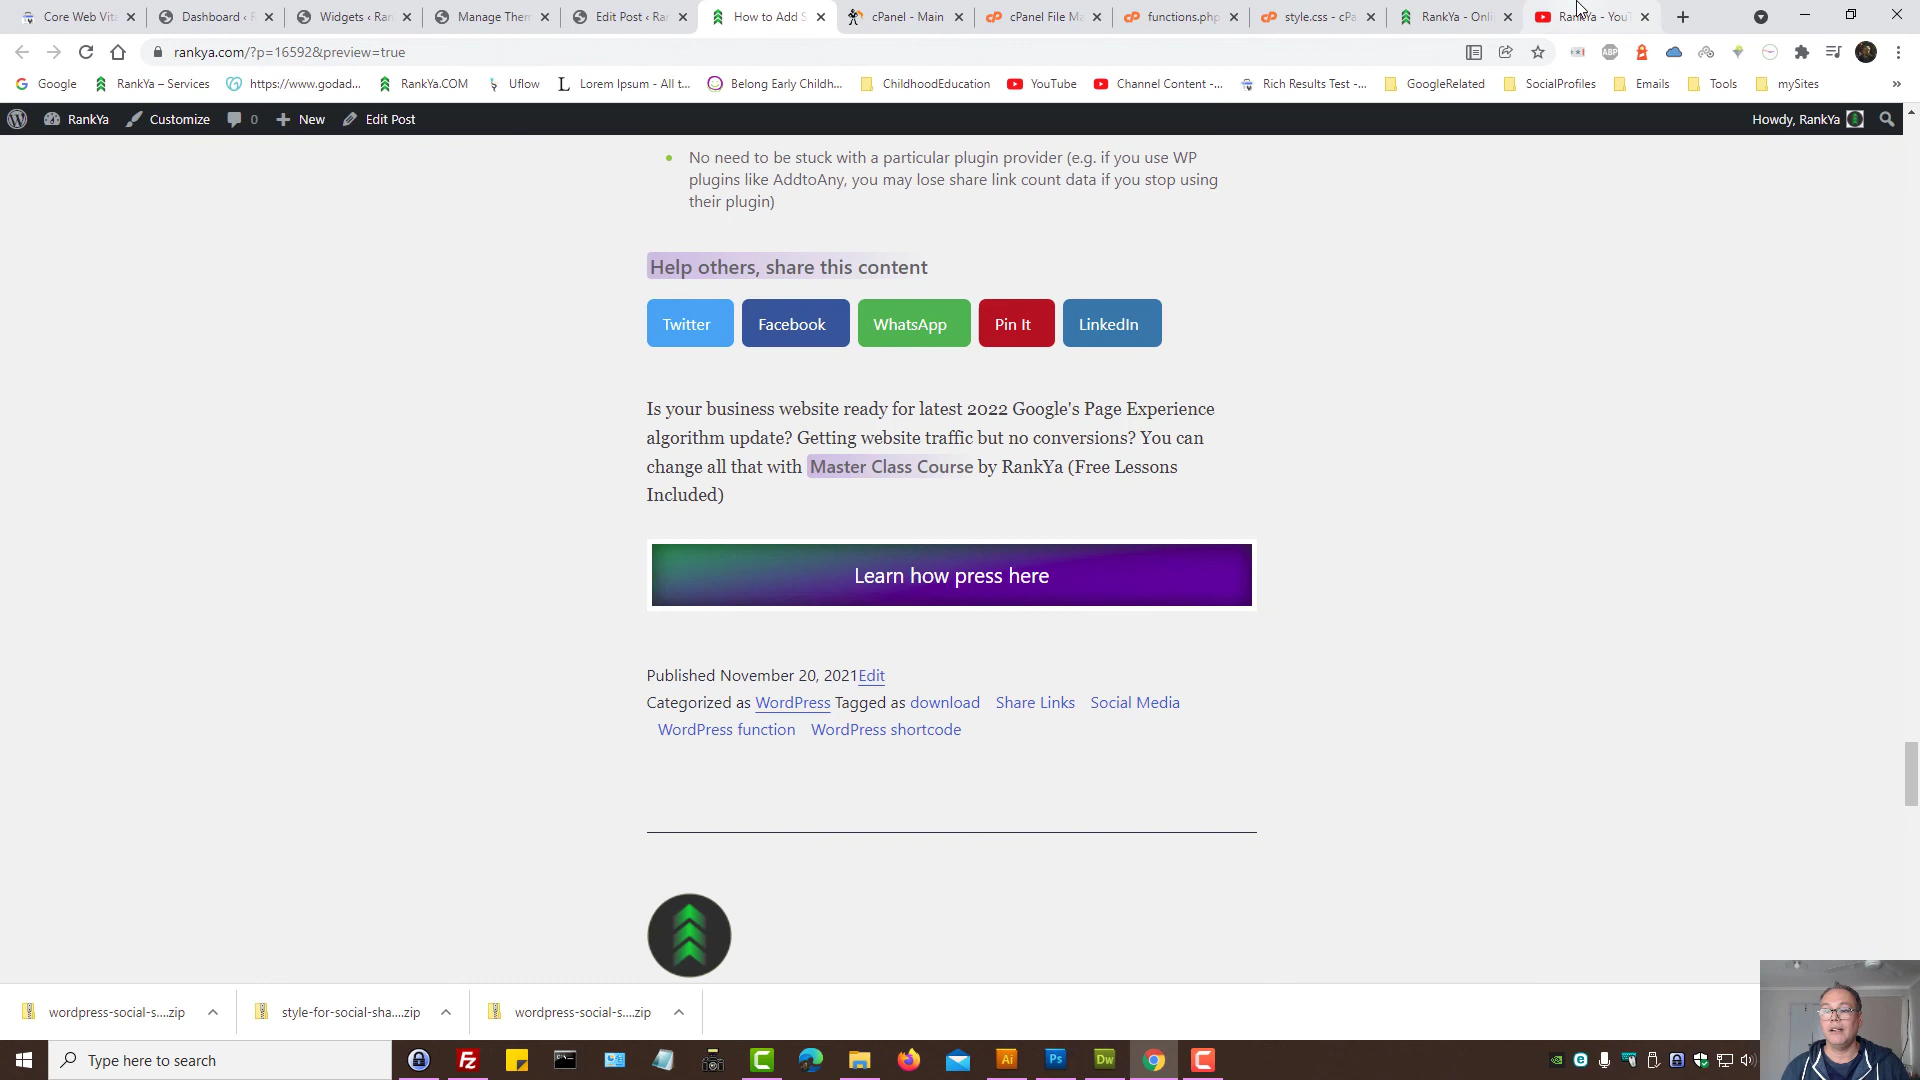 Core Web Vita
Dashboard ‹ R
Widgets ‹ Ran
Manage Them
Edit Post ‹ Ra
How to Add S
cPanel - Main
cPanel File Ma
functions.php
style.css - cPa
RankYa - Onli
RankYa - YouT
rankya.com/?p=16592&preview=true
Google
RankYa – Services
https://www.godad...
RankYa.COM
Uflow
Lorem Ipsum - All t...
Belong Early Childh...
ChildhoodEducation
YouTube
Channel Content -...
Rich Results Test -...
GoogleRelated
SocialProfiles
Emails
Tools
mySites
»
RankYa
Customize
0
New
Edit Post
Howdy, RankYa
No need to be stuck with a particular plugin provider (e.g. if you use WP
plugins like AddtoAny, you may lose share link count data if you stop using
their plugin)
Help others, share this content
Twitter
Facebook
WhatsApp
Pin It
LinkedIn
Is your business website ready for latest 2022 Google's Page Experience
algorithm update? Getting website traffic but no conversions? You can
change all that with Master Class Course by RankYa (Free Lessons
Included)
Learn how press here
Published November 20, 2021Edit
Categorized as WordPress Tagged as download Share Links Social Media
WordPress function WordPress shortcode
wordpress-social-s....zip
style-for-social-sha....zip
wordpress-social-s....zip
Type here to search
Fz
Ai
Ps
Dw